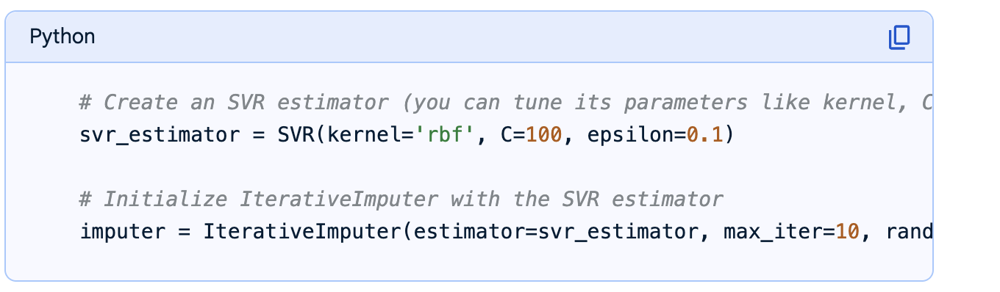 Python
# Create an SVR estimator (you can tune its parameters like kernel, C
svr_estimator = SVR(kernel='rbf', C=100, epsilon=0.1)
# Initialize IterativeImputer with the SVR estimator
imputer = IterativeImputer(estimator=svr_estimator, max_iter=10, rand